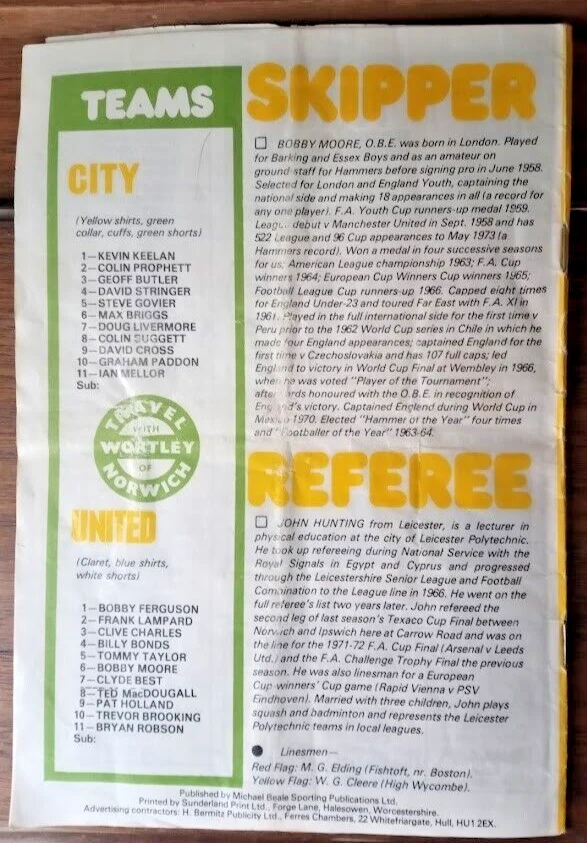 TEAMS
CITY
(Yellow shirts, green
collar, cuffs, green shorts)
1—KEVIN KEELAN
2—COLIN PROPHETT
3—GEOFF BUTLER
4—DAVID STRINGER
5—STEVE GOVIER
6—MAX BRIGGS
7—DOUG LIVERMORE
8—COLIN SUGGETT
9—DAVID CROSS
10—GRAHAM PADDON
11—IAN MELLOR
Sub:
TRAVEL
WITH
WORTLEY
OF
NORWICH
UNITED
(Claret, blue shirts,
white shorts)
1—BOBBY FERGUSON
2—FRANK LAMPARD
3—CLIVE CHARLES
4—BILLY BONDS
5—TOMMY TAYLOR
6—BOBBY MOORE
7—CLYDE BEST
8—TED MacDOUGALL
9—PAT HOLLAND
10—TREVOR BROOKING
11—BRYAN ROBSON
Sub:
SKIPPER
BOBBY MOORE, O.B.E. was born in London. Played
for Barking and Essex Boys and as an amateur on
ground staff for Hammers before signing pro in June 1958.
Selected for London and England Youth, captaining the
national side and making 18 appearances in all (a record for
any one player). F.A. Youth Cup runners-up medal 1959.
League debut v Manchester United in Sept. 1958 and has
522 League and 96 Cup appearances to May 1973 (a
Hammers record). Won a medal in four successive seasons
for us: American League championship 1963; F.A. Cup
winners 1964; European Cup Winners Cup winners 1965;
Football League Cup runners-up 1966. Capped eight times
for England Under-23 and toured Far East with F.A. XI in
1961. Played in the full international side for the first time v
Peru prior to the 1962 World Cup series in Chile in which he
made four England appearances; captained England for the
first time v Czechoslovakia and has 107 full caps; led
England to victory in World Cup Final at Wembley in 1966,
when he was voted "Player of the Tournament";
afterwards honoured with the O.B.E. in recognition of
England's victory. Captained England during World Cup in
Mexico 1970. Elected "Hammer of the Year" four times
and "Footballer of the Year" 1963-64.
REFEREE
JOHN HUNTING from Leicester, is a lecturer in
physical education at the city of Leicester Polytechnic.
He took up refereeing during National Service with the
Royal Signals in Egypt and Cyprus and progressed
through the Leicestershire Senior League and Football
Combination to the League line in 1966. He went on the
full referee's list two years later. John refereed the
second leg of last season's Texaco Cup Final between
Norwich and Ipswich here at Carrow Road and was on
the line for the 1971-72 F.A. Cup Final (Arsenal v Leeds
Utd.) and the F.A. Challenge Trophy Final the previous
season. He was also linesman for a European
Cup-winners' Cup game (Rapid Vienna v PSV
Eindhoven). Married with three children, John plays
squash and badminton and represents the Leicester
Polytechnic teams in local leagues.
Linesmen—
Red Flag: M. G. Elding (Fishtoft, nr. Boston).
Yellow Flag: W. G. Cleere (High Wycombe).
Published by Michael Beale Sporting Publications Ltd.
Printed by Sunderland Print Ltd., Forge Lane, Halesowen, Worcestershire.
Advertising contractors: H. Bermitz Publicity Ltd., Ferres Chambers, 22 Whitefriargate, Hull, HU1 2EX.